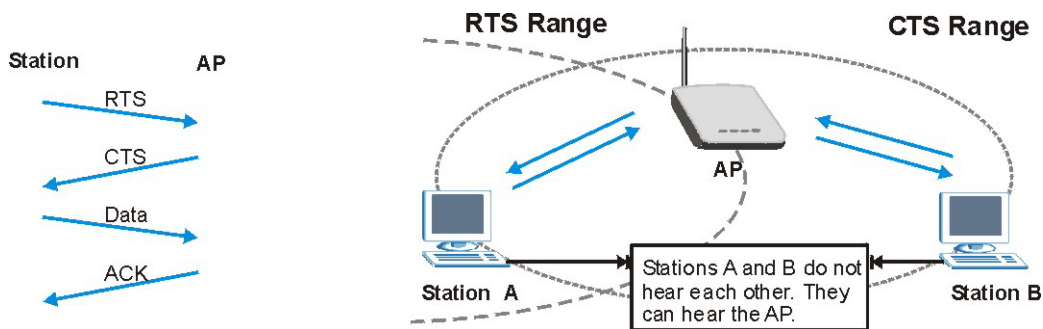 Station AP
RTS
CTS
Data
ACK
RTS Range
CTS Range
AP
Station A
Stations A and B do not
hear each other. They
can hear the AP.
Station B